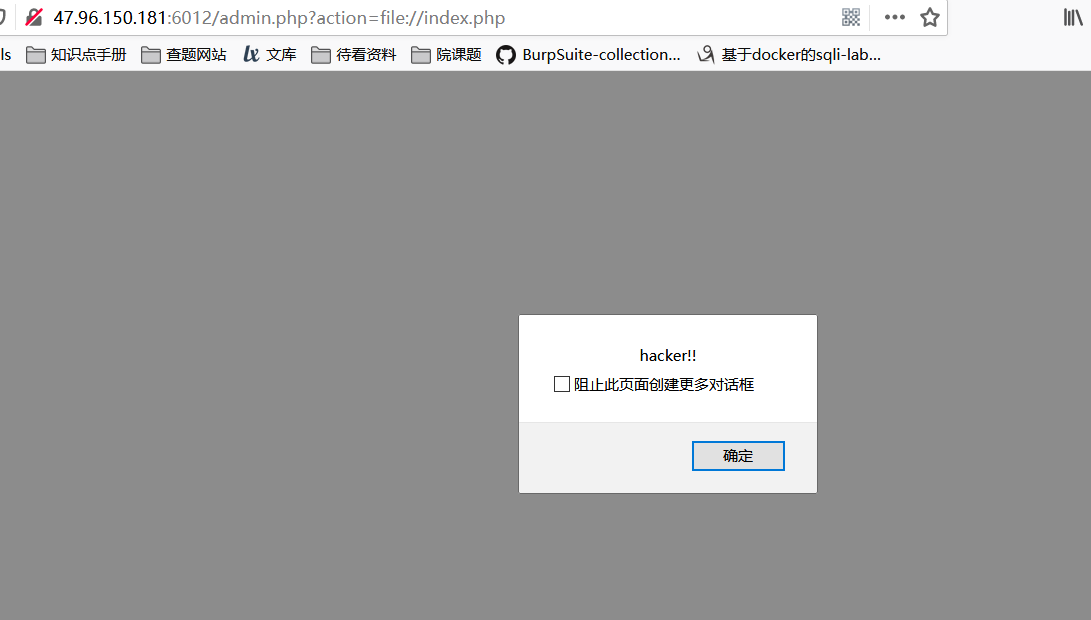 47.96.150.181:6012/admin.php?action=file://index.php
ls 知识点手册 查题网站 lx 文库 待看资料 院课题 BurpSuite-collection... 基于docker的sqli-lab...
hacker!!
阻止此页面创建更多对话框
确定